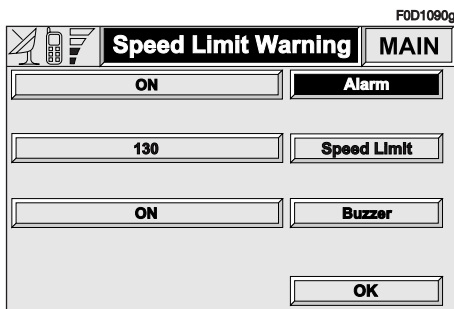 F0D1090g
Speed Limit Warning MAIN
ON Alarm
130 Speed Limit
ON Buzzer
OK